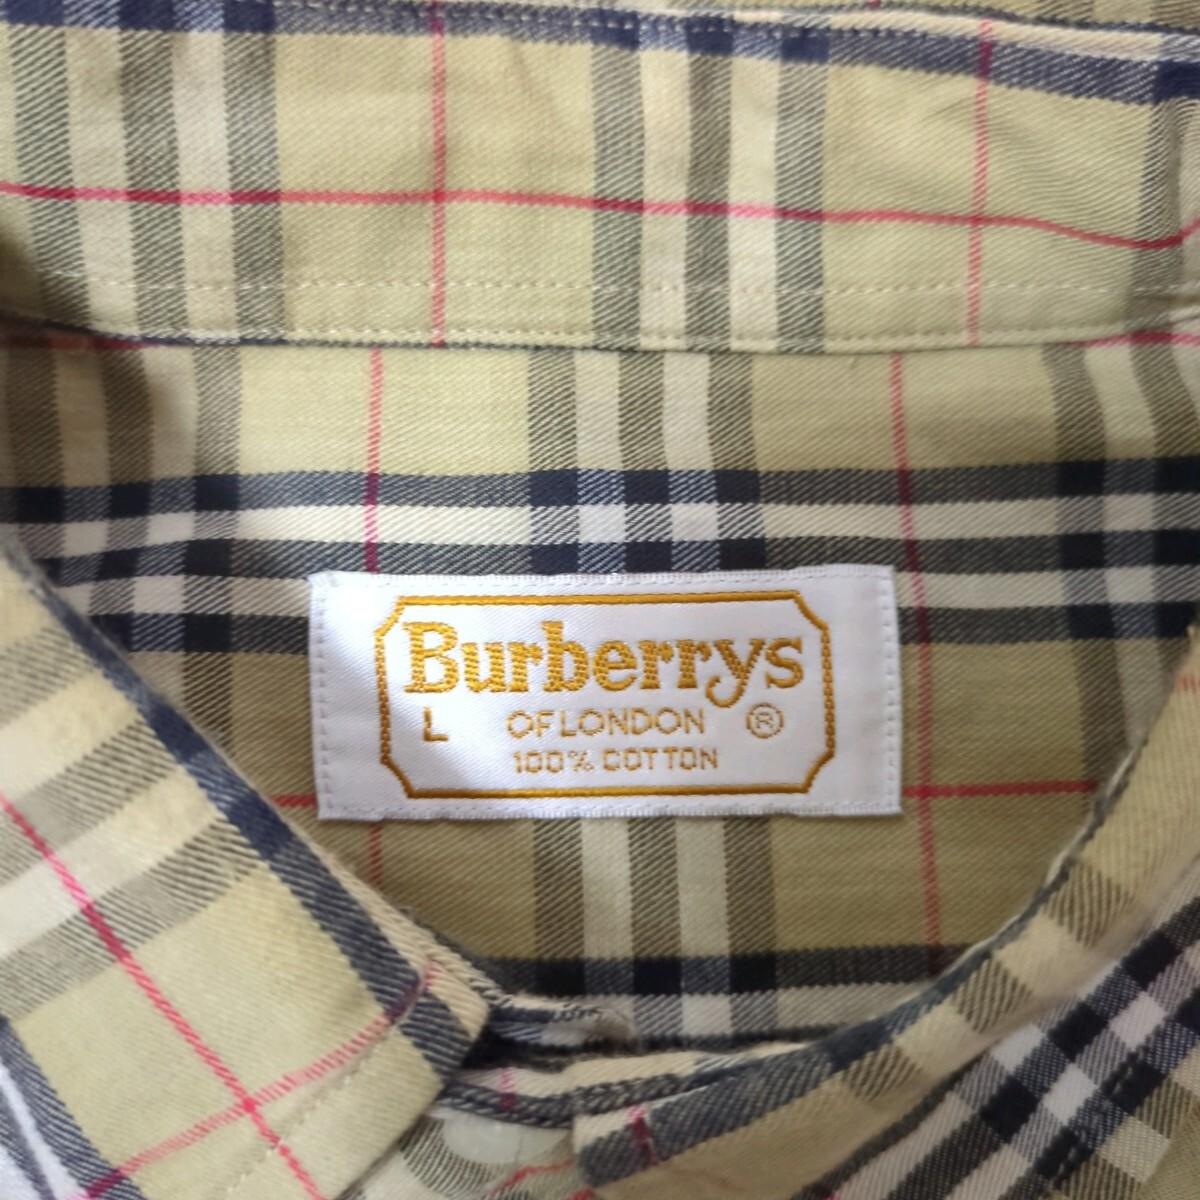 Burberrys
L OF LONDON ®
100% COTTON